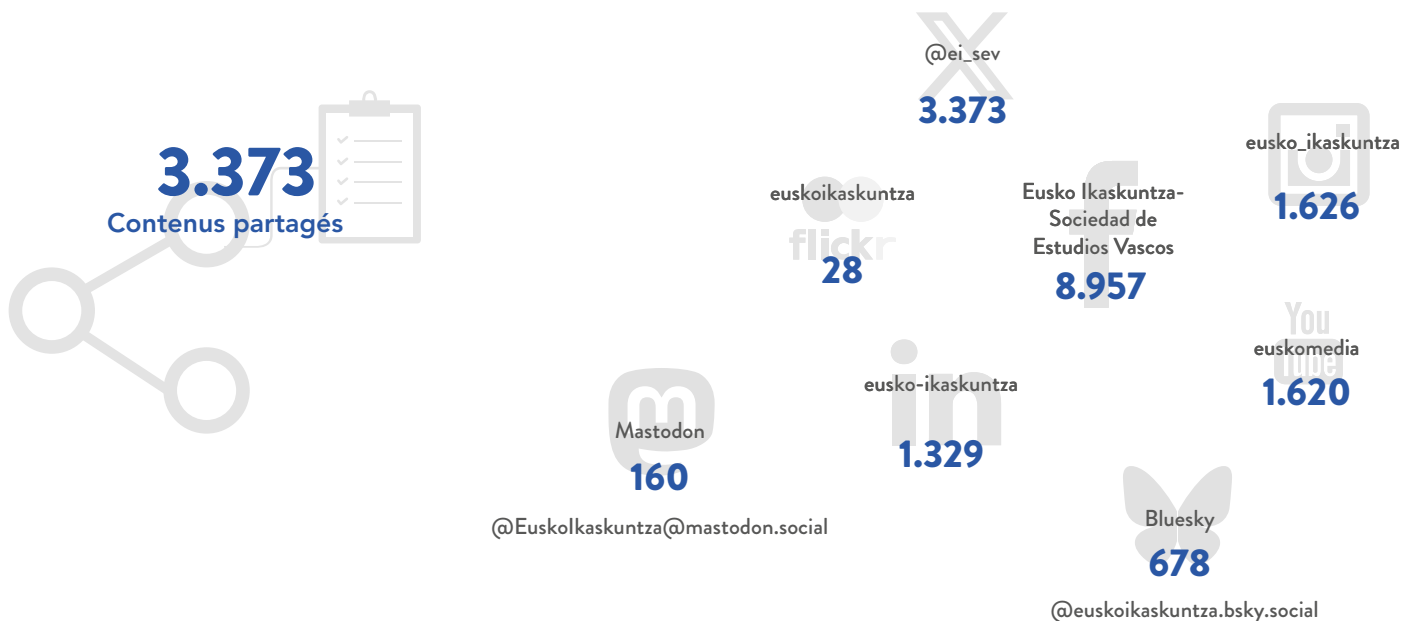 3.373
Contenus partagés
@ei_sev
3.373
eusko_ikaskuntza
1.626
euskoikaskuntza
flickr
28
Eusko Ikaskuntza-
Sociedad de
Estudios Vascos
8.957
You
Tube
euskomedia
1.620
eusko-ikaskuntza
in
1.329
Mastodon
160
@EuskoIkaskuntza@mastodon.social
Bluesky
678
@euskoikaskuntza.bsky.social